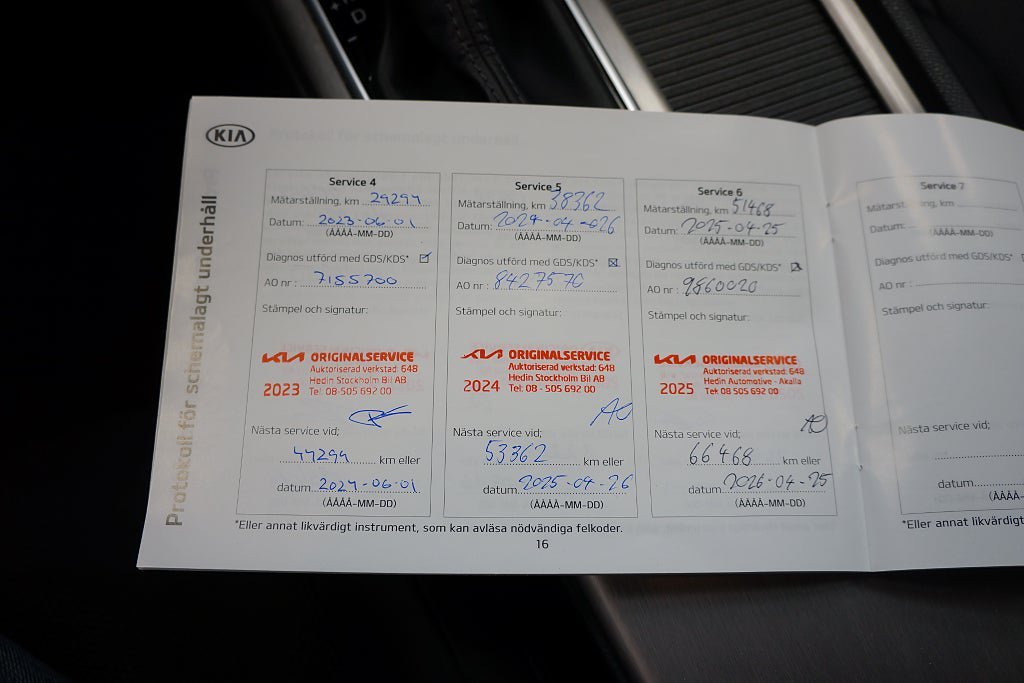 KIA
Protokoll för schemalagt underhåll
Service 4
Mätarställning, km 29299
Datum: 2023-06-01
(ÅÅÅÅ-MM-DD)
Diagnos utförd med GDS/KDS*
AO nr : 7155700
Stämpel och signatur:
KIA ORIGINALSERVICE
Auktoriserad verkstad: 648
Hedin Stockholm Bil AB
2023 Tel: 08 - 505 692 00
Nästa service vid;
44299 km eller
datum 2024-06-01
(ÅÅÅÅ-MM-DD)
Service 5
Mätarställning, km 38362
Datum: 2024-04-026
(ÅÅÅÅ-MM-DD)
Diagnos utförd med GDS/KDS*
AO nr : 8427570
Stämpel och signatur:
KIA ORIGINALSERVICE
Auktoriserad verkstad: 648
Hedin Stockholm Bil AB
2024 Tel: 08 - 505 692 00
AO
Nästa service vid;
53362 km eller
datum 2025-04-26
(ÅÅÅÅ-MM-DD)
Service 6
Mätarställning, km 51468
Datum: 2025-04-25
(ÅÅÅÅ-MM-DD)
Diagnos utförd med GDS/KDS*
AO nr : 9560020
Stämpel och signatur:
KIA ORIGINALSERVICE
Auktoriserad verkstad: 648
Hedin Automotive - Akalla
2025 Tel: 08 505 692 00
AO
Nästa service vid;
66468 km eller
datum 2026-04-25
(ÅÅÅÅ-MM-DD)
*Eller annat likvärdigt instrument, som kan avläsa nödvändiga felkoder.
16
Service 7
Mätarställning, km
Datum:
(ÅÅÅÅ-MM-DD)
Diagnos utförd med GDS/KDS*
AO nr :
Stämpel och signatur:
Nästa service vid;
datum
(ÅÅÅÅ-MM-
*Eller annat likvärdigt instrum
D